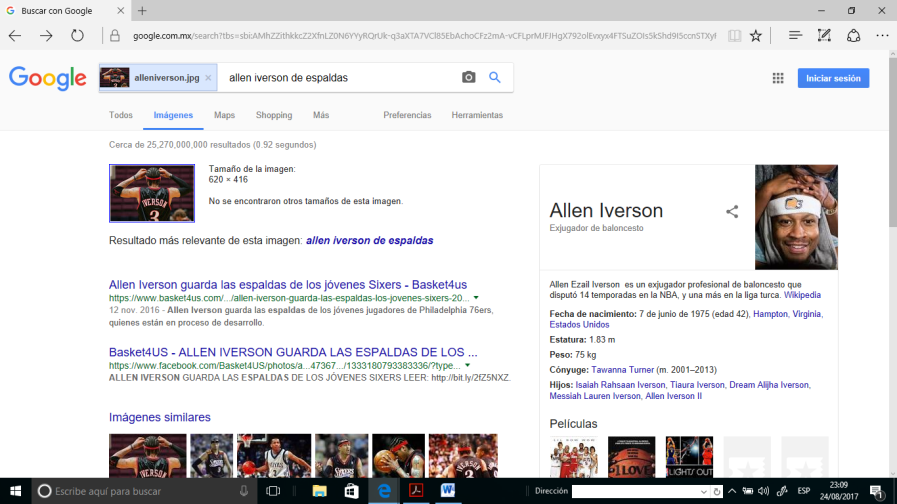 Buscar con Google
google.com.mx/search?tbs=sbi:AMhZZithkkcZ2XfnLZ0N6YYyRQrUk-q3aXTA7VCl85EbAchoCFz2mA-vCFLprMJFJHgX792olEvxyx4FTSuZOIs5kShd9I5ccnSTXyf
Google
alleniverson.jpg × allen iverson de espaldas
Iniciar sesión
Todos Imágenes Maps Shopping Más Preferencias Herramientas
Cerca de 25,270,000,000 resultados (0.92 segundos)
IVERSON
3
Tamaño de la imagen:
620 × 416
No se encontraron otros tamaños de esta imagen.
Resultado más relevante de esta imagen: allen iverson de espaldas
Allen Iverson guarda las espaldas de los jóvenes Sixers - Basket4us
https://www.basket4us.com/.../allen-iverson-guarda-las-espaldas-los-jovenes-sixers-20...
12 nov. 2016 - Allen Iverson guarda las espaldas de los jóvenes jugadores de Philadelphia 76ers,
quienes están en proceso de desarrollo.
Basket4US - ALLEN IVERSON GUARDA LAS ESPALDAS DE LOS ...
https://www.facebook.com/Basket4US/photos/a...47367.../1333180793383336/?type...
ALLEN IVERSON GUARDA LAS ESPALDAS DE LOS JÓVENES SIXERS LEER: http://bit.ly/2fZ5NXZ.
Imágenes similares
Allen Iverson
Exjugador de baloncesto
Allen Ezail Iverson es un exjugador profesional de baloncesto que
disputó 14 temporadas en la NBA, y una más en la liga turca. Wikipedia
Fecha de nacimiento: 7 de junio de 1975 (edad 42), Hampton, Virginia,
Estados Unidos
Estatura: 1.83 m
Peso: 75 kg
Cónyuge: Tawanna Turner (m. 2001–2013)
Hijos: Isaiah Rahsaan Iverson, Tiaura Iverson, Dream Alijha Iverson,
Messiah Lauren Iverson, Allen Iverson II
Películas
Escribe aquí para buscar
Dirección
ESP
23:09
24/08/2017